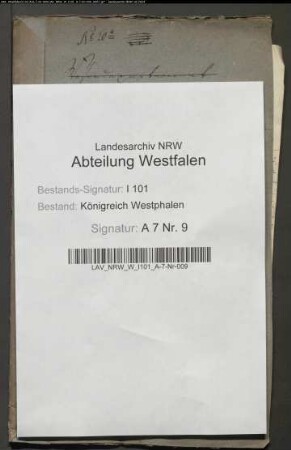 Landesarchiv NRW
Abteilung Westfalen
Bestands-Signatur: I 101
Bestand: Königreich Westphalen
Signatur: A 7 Nr. 9
LAV_NRW_W_I101_A-7-Nr-009